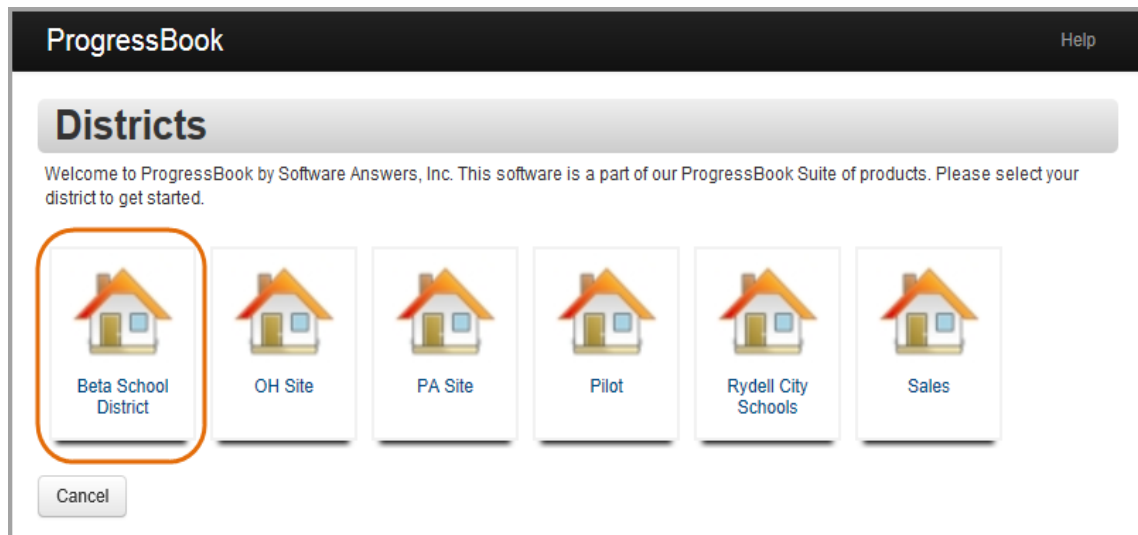 ProgressBook
Help
Districts
Welcome to ProgressBook by Software Answers, Inc. This software is a part of our ProgressBook Suite of products. Please select your
district to get started.
Beta School
District
OH Site
PA Site
Pilot
Rydell City
Schools
Sales
Cancel